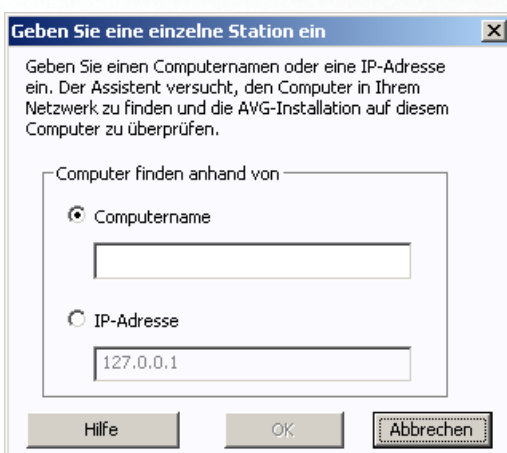 Geben Sie eine einzelne Station ein
Geben Sie einen Computernamen oder eine IP-Adresse
ein. Der Assistent versucht, den Computer in Ihrem
Netzwerk zu finden und die AVG-Installation auf diesem
Computer zu überprüfen.
Computer finden anhand von
Computername
IP-Adresse
127.0.0.1
Hilfe OK Abbrechen